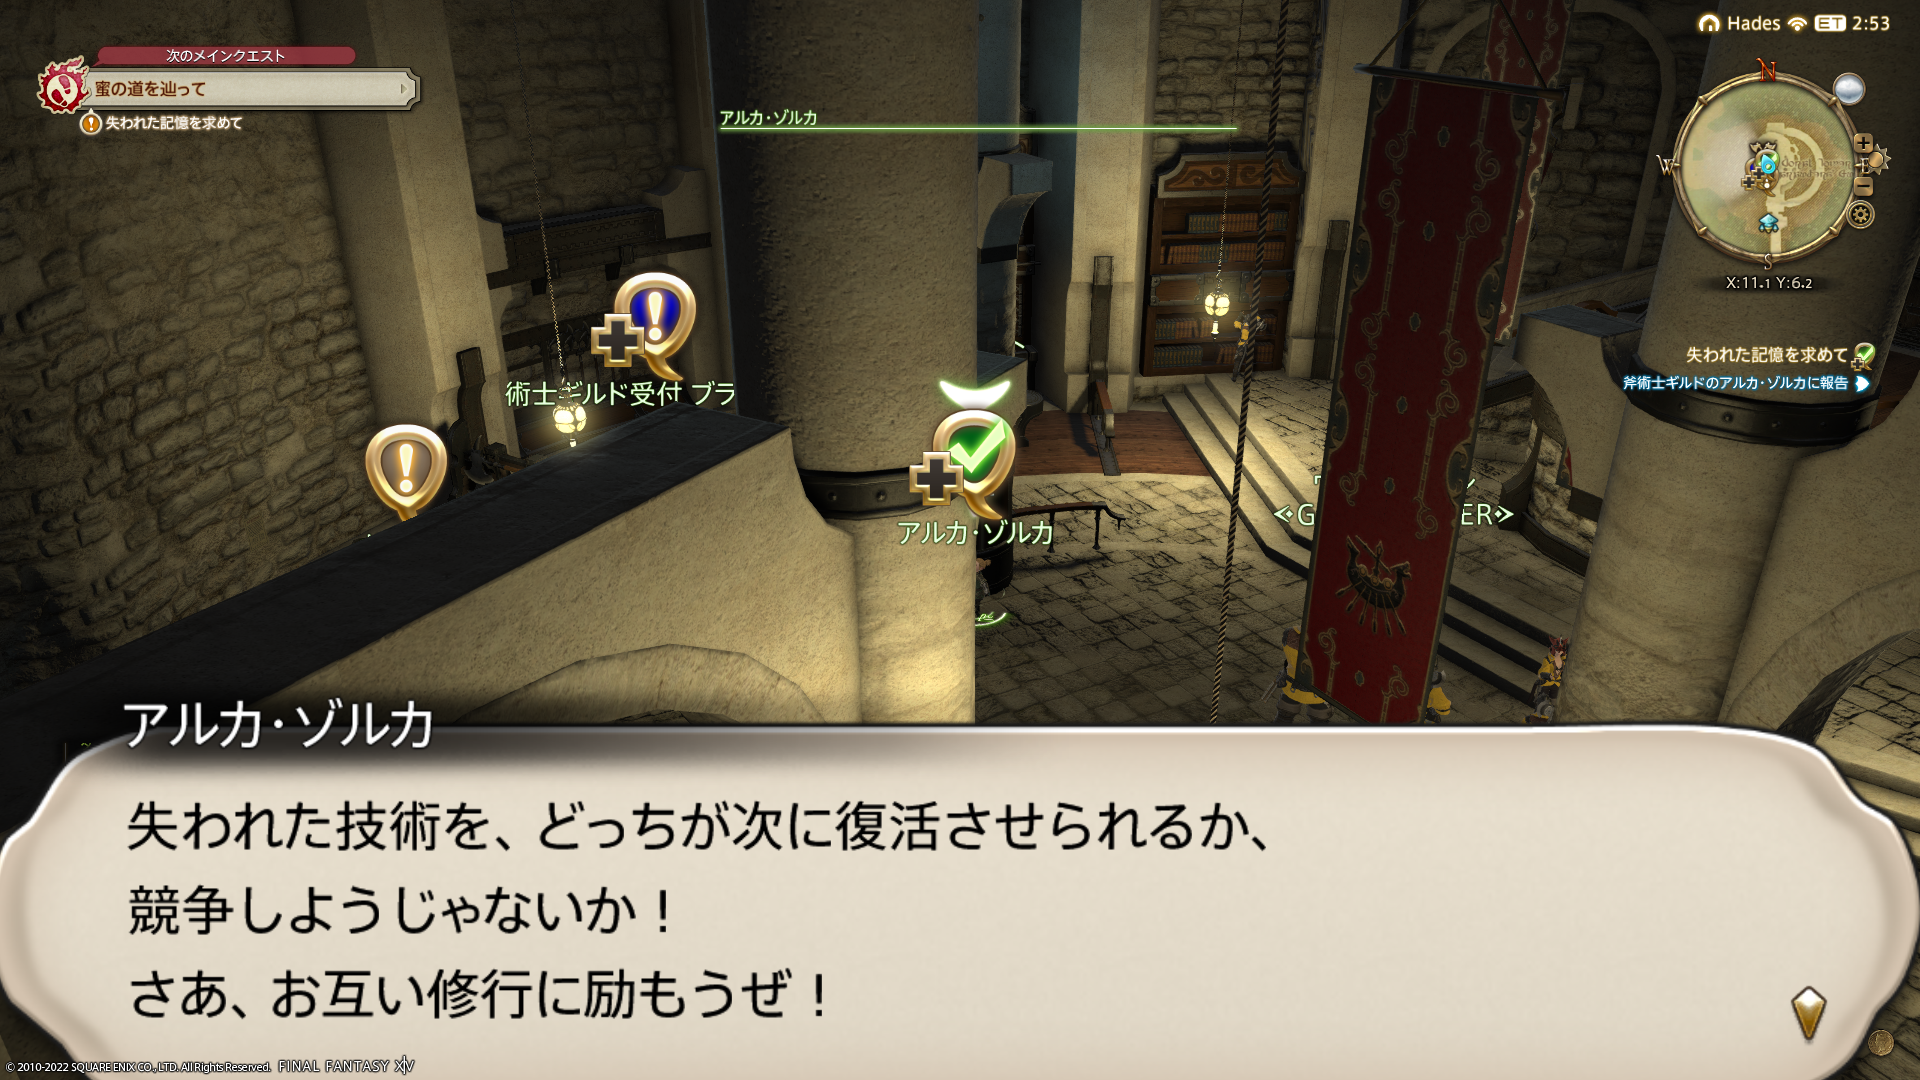 Hades ET 2:53
次のメインクエスト
蜜の道を辿って
失われた記憶を求めて
アルカ・ゾルカ
N
W
E
S
X:11.1 Y:6.2
失われた記憶を求めて
斧術士ギルドのアルカ・ゾルカに報告
術士ギルド受付 ブラ
アルカ・ゾルカ
«G
ER»
アルカ・ゾルカ
失われた技術を、どっちが次に復活させられるか、
競争しようじゃないか！
さあ、お互い修行に励もうぜ！
© 2010-2022 SQUARE ENIX CO., LTD. All Rights Reserved. FINAL FANTASY XIV